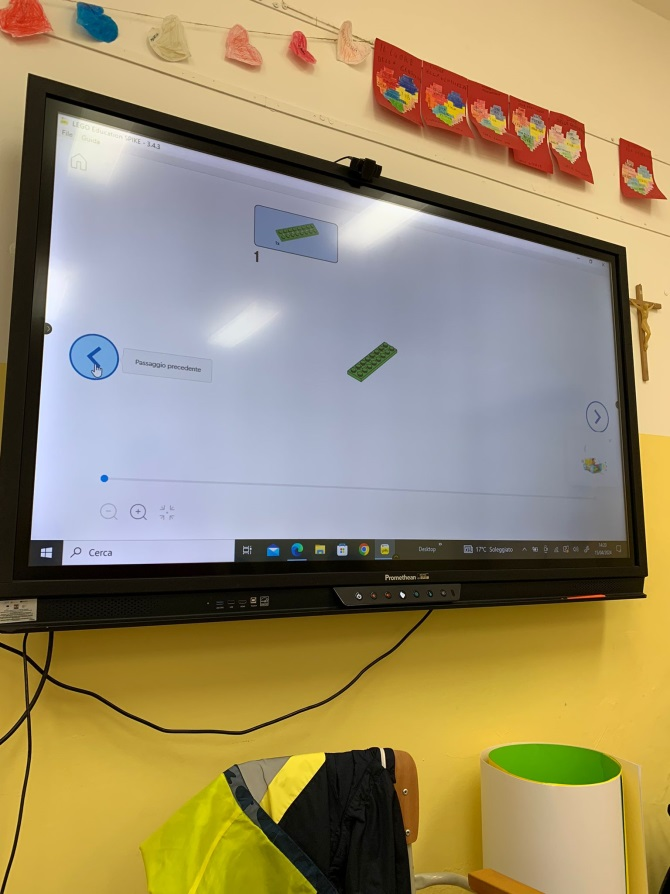 LEGO Education SPIKE - 3.4.3
File Guida
1
Passaggio precedente
Cerca
Desktop
17°C Soleggiato
Promethean